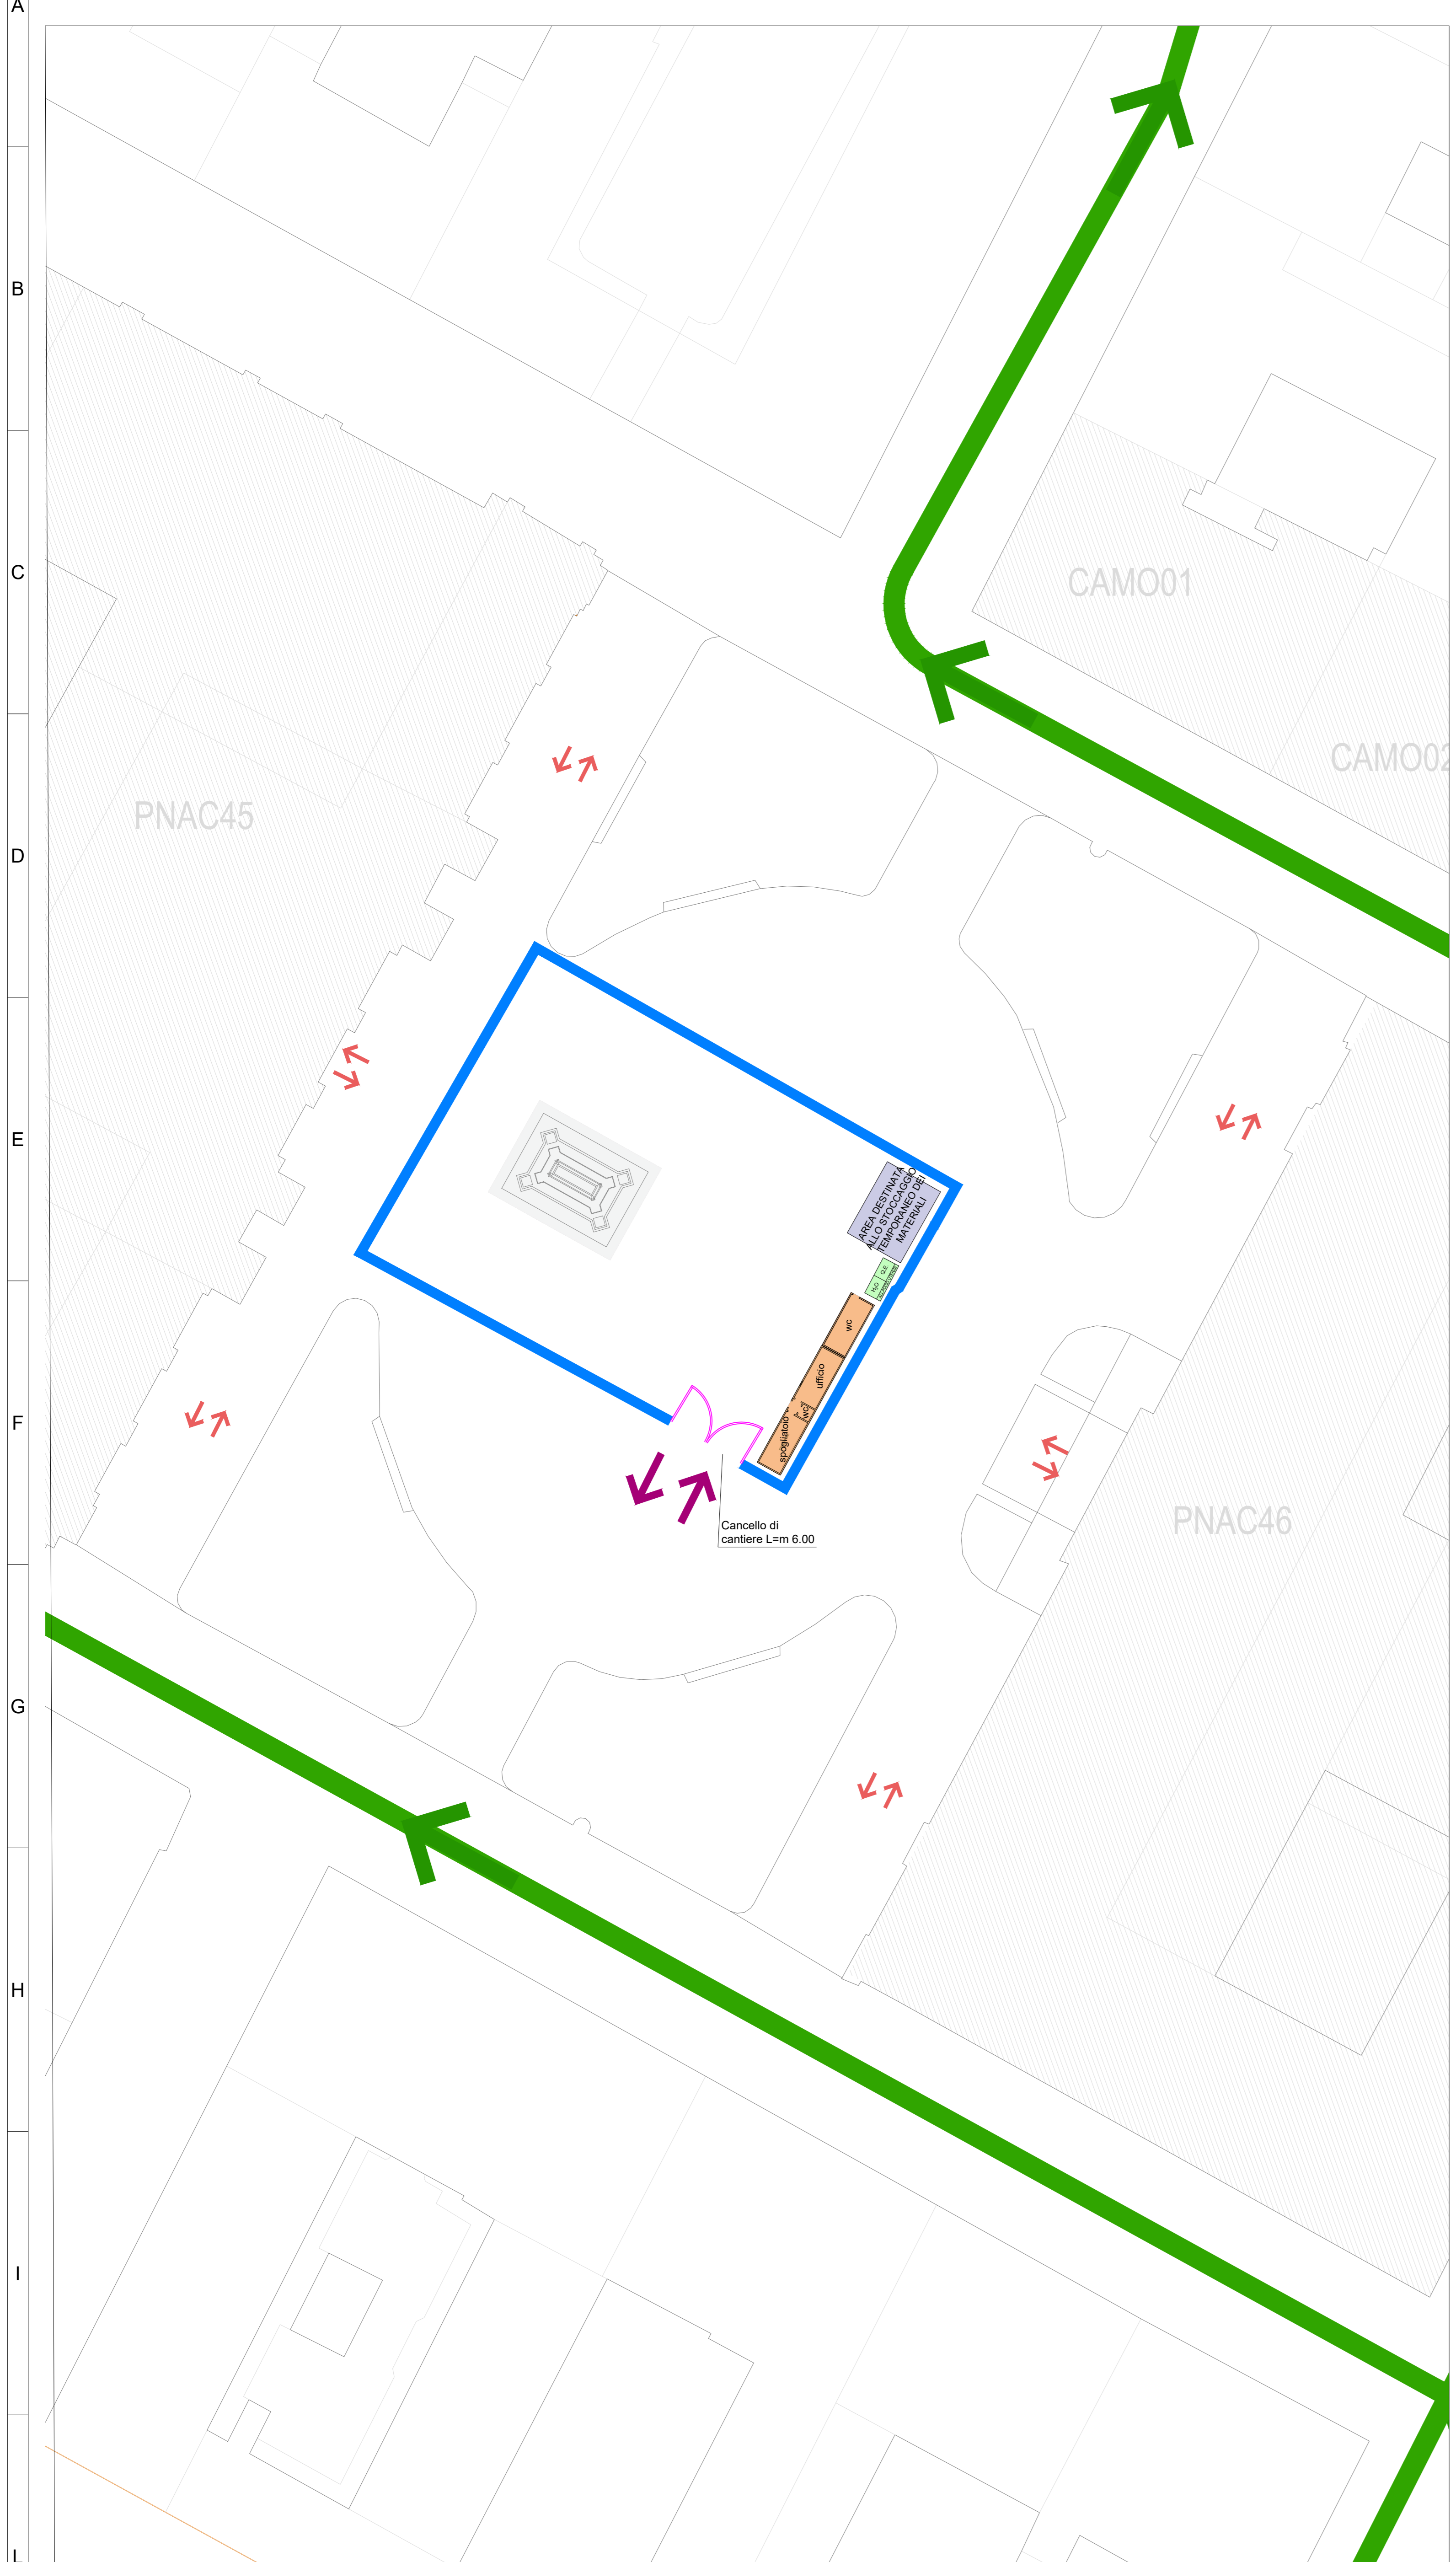 A
B
C
CAMO01
CAMO02
PNAC45
D
E
AREA DESTINATA
ALLO STOCCAGGIO
TEMPORANEO DEI
MATERIALI
Q.E.
H₂O
wc
ufficio
wc
spogliatoio
F
Cancello di
cantiere L=m 6.00
PNAC46
G
H
I
L